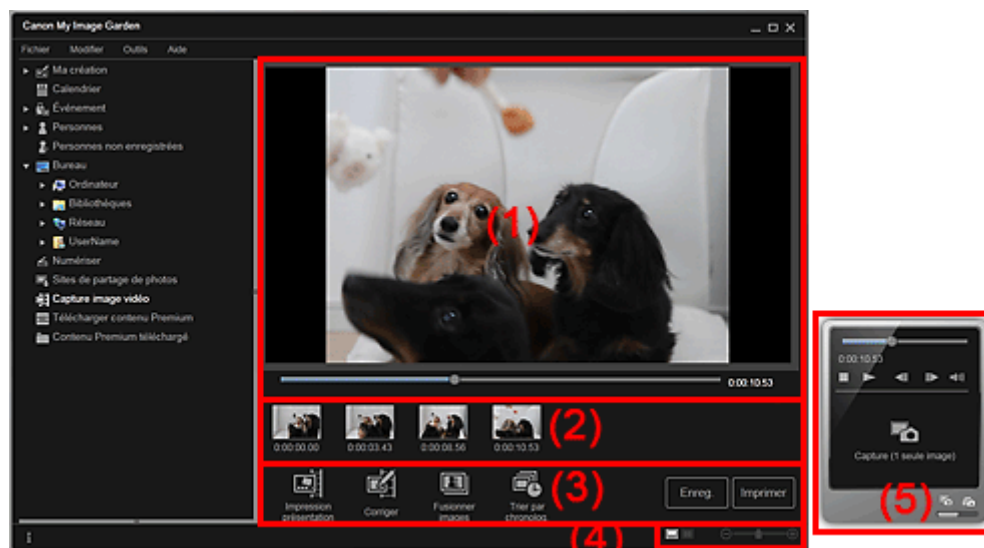 Canon My Image Garden
Fichier Modifier Outils Aide
Ma création
Calendrier
Événement
Personnes
Personnes non enregistrées
Bureau
Ordinateur
Bibliothèques
Réseau
UserName
Numériser
Sites de partage de photos
Capture image vidéo
Télécharger contenu Premium
Contenu Premium téléchargé
(1)
0:00:10.53
0:00:00.00 0:00:03.43 0:00:08.56 0:00:10.53
(2)
Impression présentation
Corriger
Fusionner images
Trier par chronolog.
(3)
Enreg. Imprimer
(4)
0:00:10.53
Capture (1 seule image)
(5)